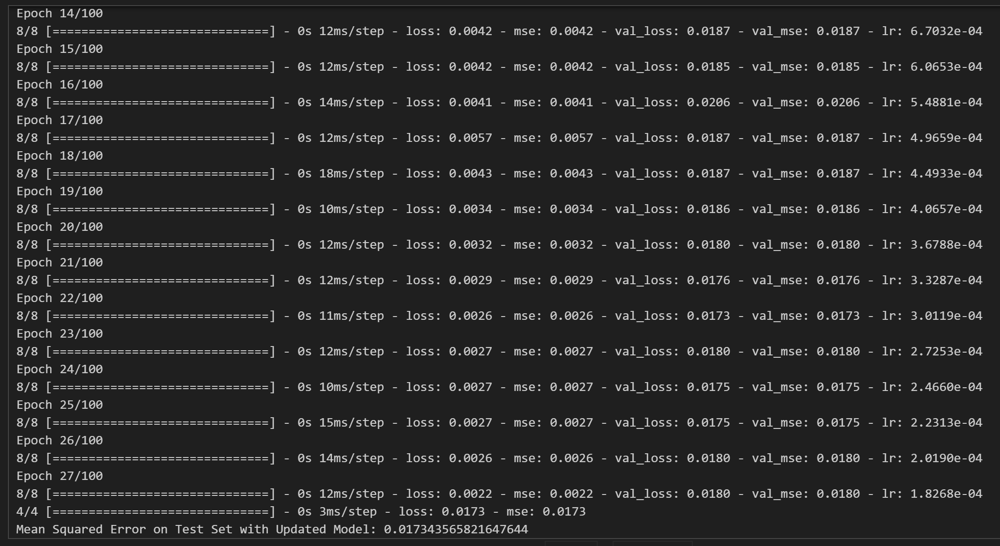 Epoch 14/100
8/8 [==============================] - 0s 12ms/step - loss: 0.0042 - mse: 0.0042 - val_loss: 0.0187 - val_mse: 0.0187 - lr: 6.7032e-04
Epoch 15/100
8/8 [==============================] - 0s 12ms/step - loss: 0.0042 - mse: 0.0042 - val_loss: 0.0185 - val_mse: 0.0185 - lr: 6.0653e-04
Epoch 16/100
8/8 [==============================] - 0s 14ms/step - loss: 0.0041 - mse: 0.0041 - val_loss: 0.0206 - val_mse: 0.0206 - lr: 5.4881e-04
Epoch 17/100
8/8 [==============================] - 0s 12ms/step - loss: 0.0057 - mse: 0.0057 - val_loss: 0.0187 - val_mse: 0.0187 - lr: 4.9659e-04
Epoch 18/100
8/8 [==============================] - 0s 18ms/step - loss: 0.0043 - mse: 0.0043 - val_loss: 0.0187 - val_mse: 0.0187 - lr: 4.4933e-04
Epoch 19/100
8/8 [==============================] - 0s 10ms/step - loss: 0.0034 - mse: 0.0034 - val_loss: 0.0186 - val_mse: 0.0186 - lr: 4.0657e-04
Epoch 20/100
8/8 [==============================] - 0s 12ms/step - loss: 0.0032 - mse: 0.0032 - val_loss: 0.0180 - val_mse: 0.0180 - lr: 3.6788e-04
Epoch 21/100
8/8 [==============================] - 0s 12ms/step - loss: 0.0029 - mse: 0.0029 - val_loss: 0.0176 - val_mse: 0.0176 - lr: 3.3287e-04
Epoch 22/100
8/8 [==============================] - 0s 11ms/step - loss: 0.0026 - mse: 0.0026 - val_loss: 0.0173 - val_mse: 0.0173 - lr: 3.0119e-04
Epoch 23/100
8/8 [==============================] - 0s 12ms/step - loss: 0.0027 - mse: 0.0027 - val_loss: 0.0180 - val_mse: 0.0180 - lr: 2.7253e-04
Epoch 24/100
8/8 [==============================] - 0s 10ms/step - loss: 0.0027 - mse: 0.0027 - val_loss: 0.0175 - val_mse: 0.0175 - lr: 2.4660e-04
Epoch 25/100
8/8 [==============================] - 0s 15ms/step - loss: 0.0027 - mse: 0.0027 - val_loss: 0.0175 - val_mse: 0.0175 - lr: 2.2313e-04
Epoch 26/100
8/8 [==============================] - 0s 14ms/step - loss: 0.0026 - mse: 0.0026 - val_loss: 0.0180 - val_mse: 0.0180 - lr: 2.0190e-04
Epoch 27/100
8/8 [==============================] - 0s 12ms/step - loss: 0.0022 - mse: 0.0022 - val_loss: 0.0180 - val_mse: 0.0180 - lr: 1.8268e-04
4/4 [==============================] - 0s 3ms/step - loss: 0.0173 - mse: 0.0173
Mean Squared Error on Test Set with Updated Model: 0.017343565821647644